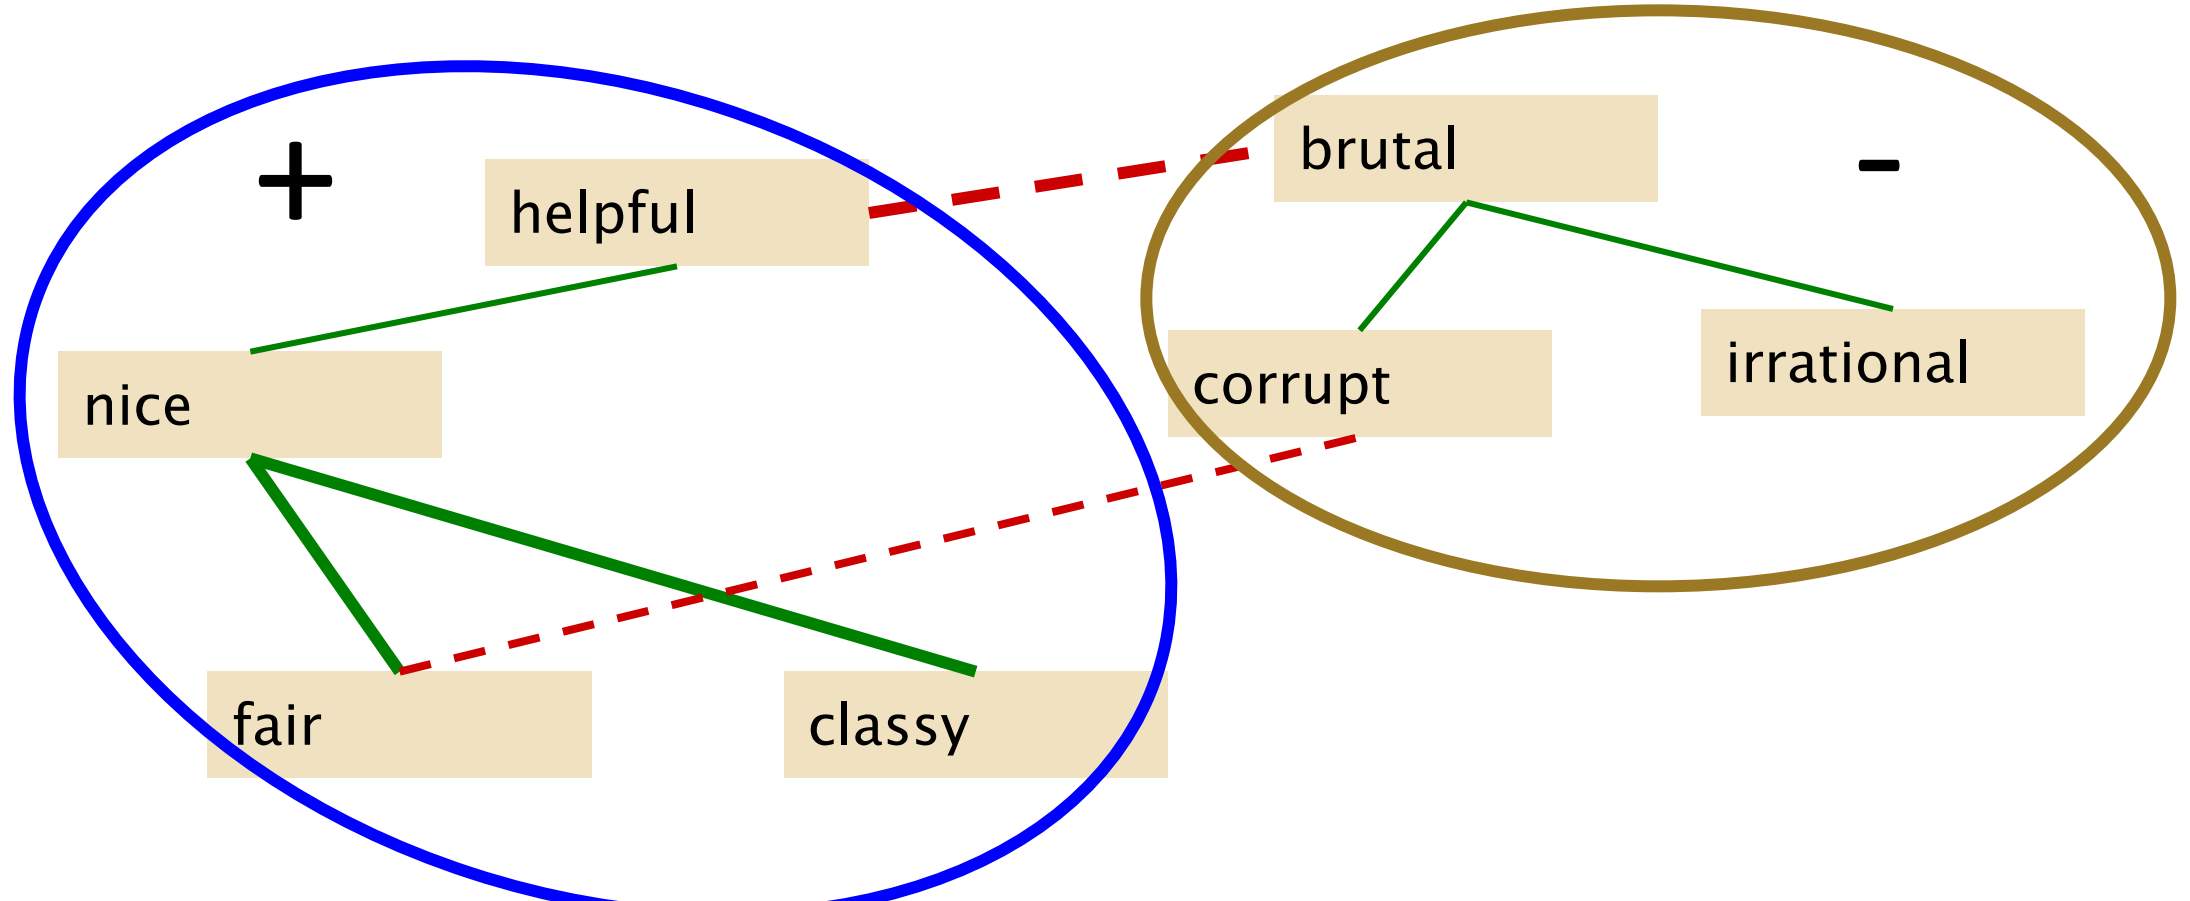 +
helpful
nice
fair
classy
brutal
-
corrupt
irrational